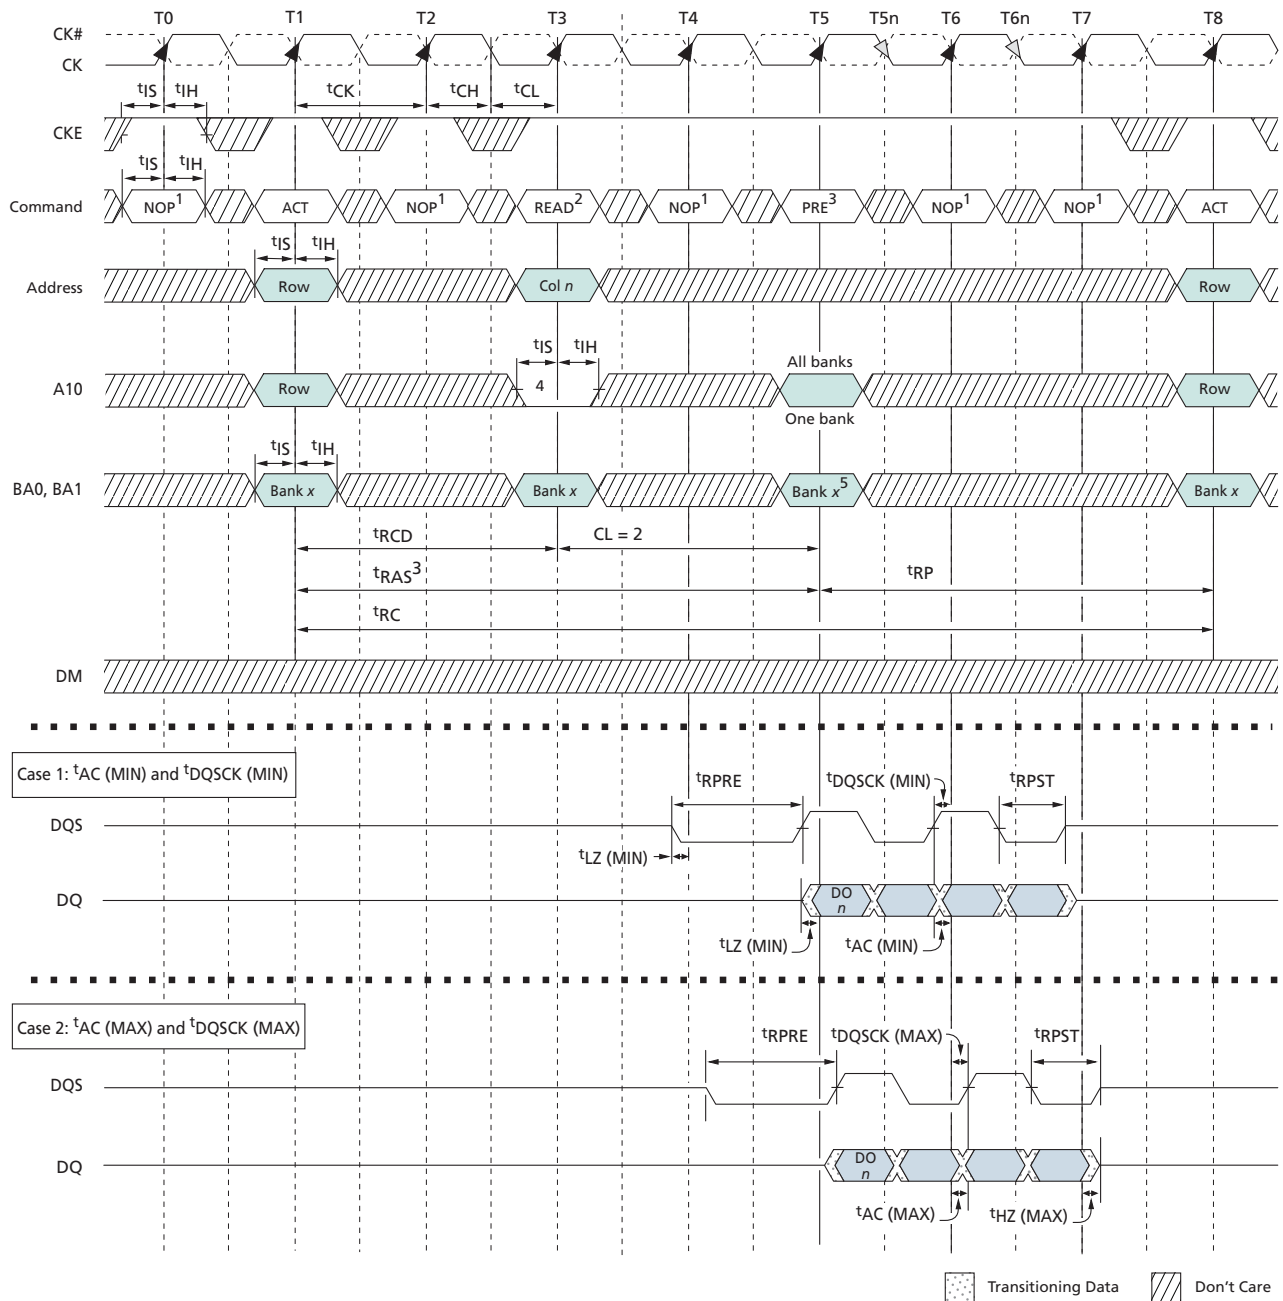 T0 T1 T2 T3 T4 T5 T5n T6 T6n T7 T8
CK#
CK
tIS tIH tCK tCH tCL
CKE
tIS tIH
Command NOP1 ACT NOP1 READ2 NOP1 PRE3 NOP1 NOP1 ACT
tIS tIH
Address Row Col n Row
tIS tIH All banks
A10 Row 4 Row
One bank
tIS tIH
BA0, BA1 Bank x Bank x Bank x5 Bank x
tRCD CL = 2
tRAS3 tRP
tRC
DM
Case 1: tAC (MIN) and tDQSCK (MIN)
tRPRE tDQSCK (MIN) tRPST
DQS
tLZ (MIN)
DQ DO n
tLZ (MIN) tAC (MIN)
Case 2: tAC (MAX) and tDQSCK (MAX)
tRPRE tDQSCK (MAX) tRPST
DQS
DQ DO n
tAC (MAX) tHZ (MAX)
Transitioning Data Don't Care